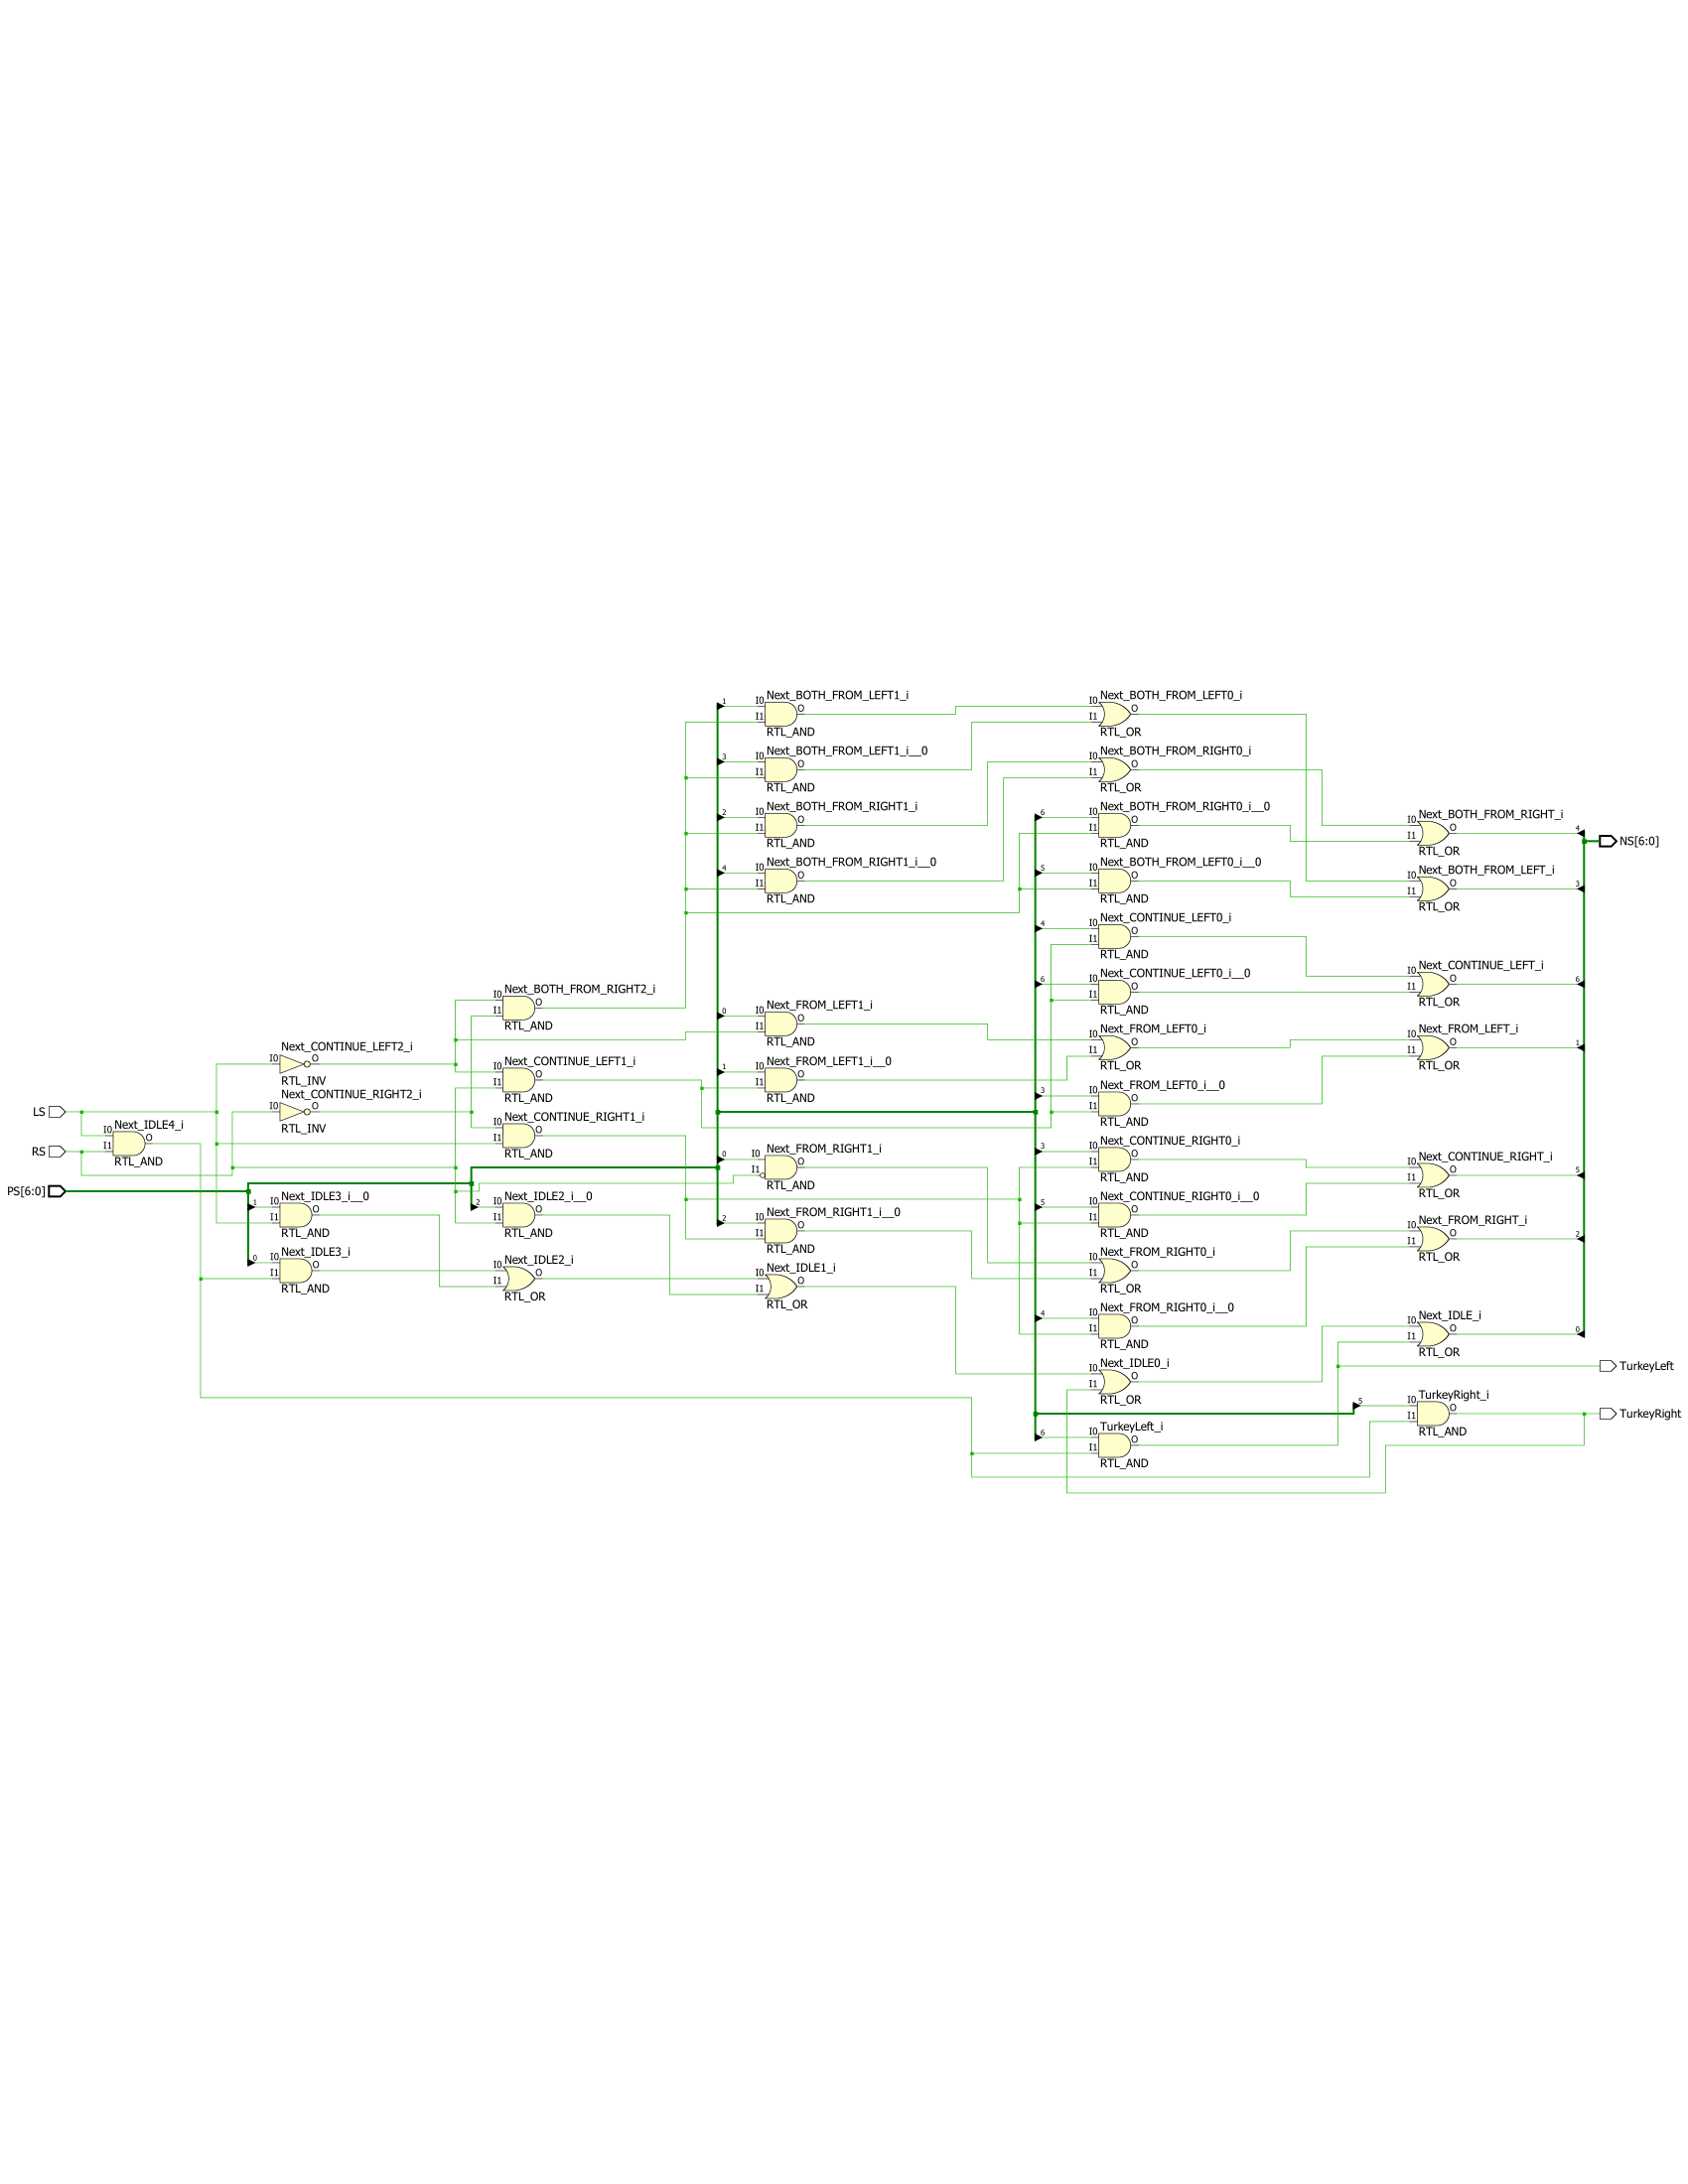 LS
RS
PS[6:0]
I0
I1
Next_IDLE4_i
O
RTL_AND
Next_CONTINUE_LEFT2_i
I0
O
RTL_INV
Next_CONTINUE_RIGHT2_i
I0
O
RTL_INV
1
Next_IDLE3_i__0
I0
I1
O
RTL_AND
0
Next_IDLE3_i
I0
I1
O
RTL_AND
Next_BOTH_FROM_RIGHT2_i
I0
I1
O
RTL_AND
Next_CONTINUE_LEFT1_i
I0
I1
O
RTL_AND
Next_CONTINUE_RIGHT1_i
I0
I1
O
RTL_AND
2
Next_IDLE2_i__0
I0
I1
O
RTL_AND
Next_IDLE2_i
I0
I1
O
RTL_OR
1
Next_BOTH_FROM_LEFT1_i
I0
I1
O
RTL_AND
3
Next_BOTH_FROM_LEFT1_i__0
I0
I1
O
RTL_AND
2
Next_BOTH_FROM_RIGHT1_i
I0
I1
O
RTL_AND
4
Next_BOTH_FROM_RIGHT1_i__0
I0
I1
O
RTL_AND
0
Next_FROM_LEFT1_i
I0
I1
O
RTL_AND
1
Next_FROM_LEFT1_i__0
I0
I1
O
RTL_AND
0
Next_FROM_RIGHT1_i
I0
I1
O
RTL_AND
2
Next_FROM_RIGHT1_i__0
I0
I1
O
RTL_AND
Next_IDLE1_i
I0
I1
O
RTL_OR
Next_BOTH_FROM_LEFT0_i
I0
I1
O
RTL_OR
Next_BOTH_FROM_RIGHT0_i
I0
I1
O
RTL_OR
6
Next_BOTH_FROM_RIGHT0_i__0
I0
I1
O
RTL_AND
5
Next_BOTH_FROM_LEFT0_i__0
I0
I1
O
RTL_AND
4
Next_CONTINUE_LEFT0_i
I0
I1
O
RTL_AND
6
Next_CONTINUE_LEFT0_i__0
I0
I1
O
RTL_AND
Next_FROM_LEFT0_i
I0
I1
O
RTL_OR
3
Next_FROM_LEFT0_i__0
I0
I1
O
RTL_AND
3
Next_CONTINUE_RIGHT0_i
I0
I1
O
RTL_AND
5
Next_CONTINUE_RIGHT0_i__0
I0
I1
O
RTL_AND
Next_FROM_RIGHT0_i
I0
I1
O
RTL_OR
4
Next_FROM_RIGHT0_i__0
I0
I1
O
RTL_AND
Next_IDLE0_i
I0
I1
O
RTL_OR
6
TurkeyLeft_i
I0
I1
O
RTL_AND
Next_BOTH_FROM_RIGHT_i
I0
I1
O
RTL_OR
4
Next_BOTH_FROM_LEFT_i
I0
I1
O
RTL_OR
3
Next_CONTINUE_LEFT_i
I0
I1
O
RTL_OR
6
Next_FROM_LEFT_i
I0
I1
O
RTL_OR
1
Next_CONTINUE_RIGHT_i
I0
I1
O
RTL_OR
5
Next_FROM_RIGHT_i
I0
I1
O
RTL_OR
2
Next_IDLE_i
I0
I1
O
RTL_OR
0
5
TurkeyRight_i
I0
I1
O
RTL_AND
NS[6:0]
TurkeyLeft
TurkeyRight